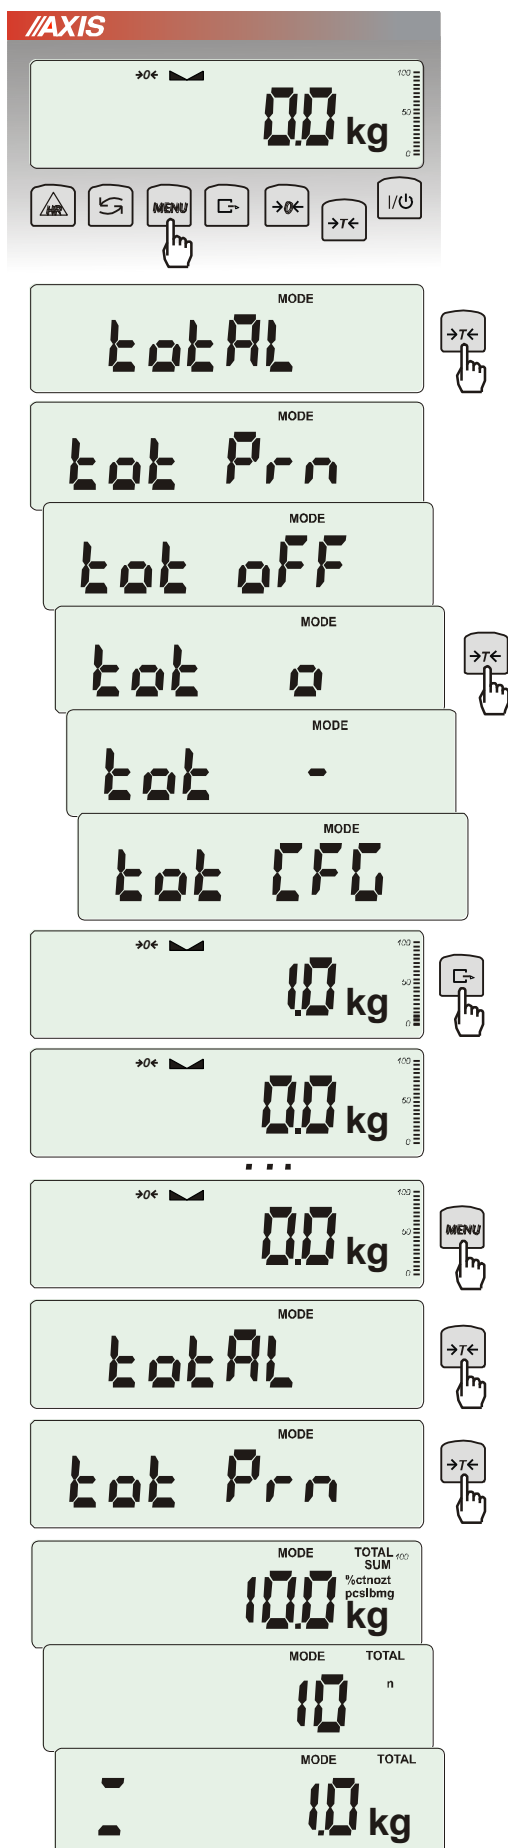 //AXIS
→0←
100
0.0 kg
50
0
HR
MENU
→0←
→T←
I/⏻
MODE
totAL
→T←
MODE
tot Prn
MODE
tot oFF
MODE
tot o
→T←
MODE
tot -
MODE
tot CFG
→0←
100
1.0 kg
50
0
→0←
100
0.0 kg
50
0
...
→0←
100
0.0 kg
50
0
MENU
MODE
totAL
→T←
MODE
tot Prn
→T←
MODE TOTAL 100
SUM
%ctnozt
pcslbmg
10.0 kg
MODE TOTAL
10 n
MODE TOTAL
= 1.0 kg